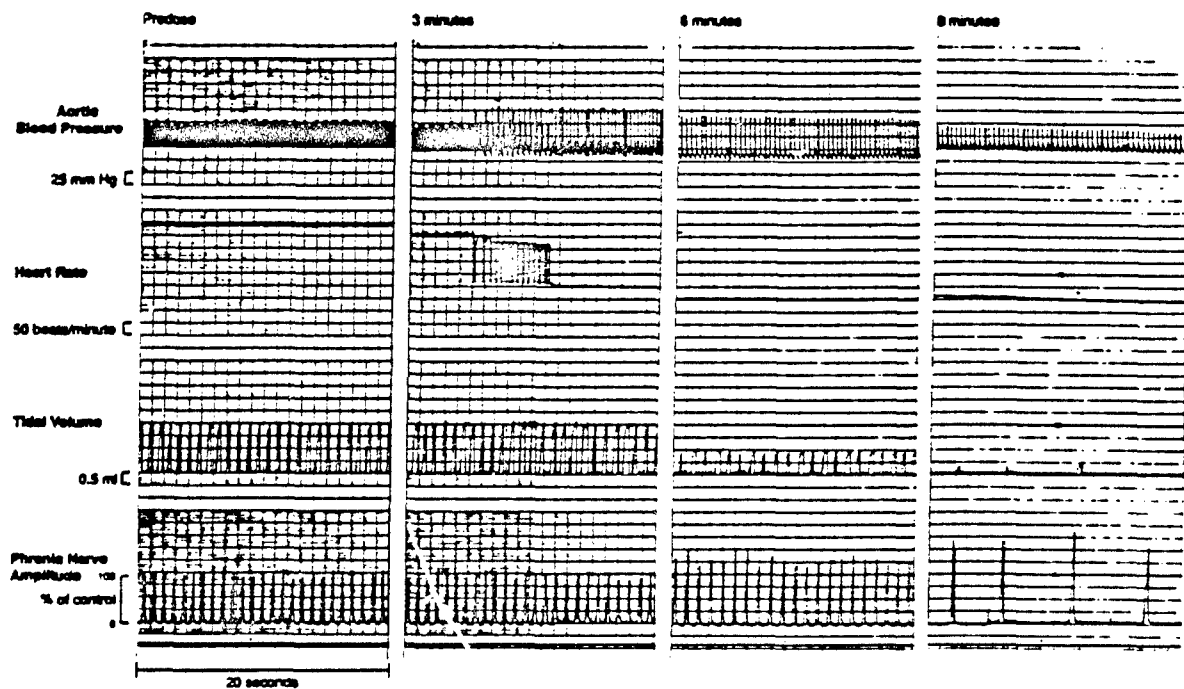 Predose
3 minutes
6 minutes
8 minutes
Aortic
Blood Pressure
25 mm Hg
Heart Rate
50 beats/minute
Tidal Volume
0.5 ml
Phrenic Nerve
Amplitude 100
% of control
0
20 seconds